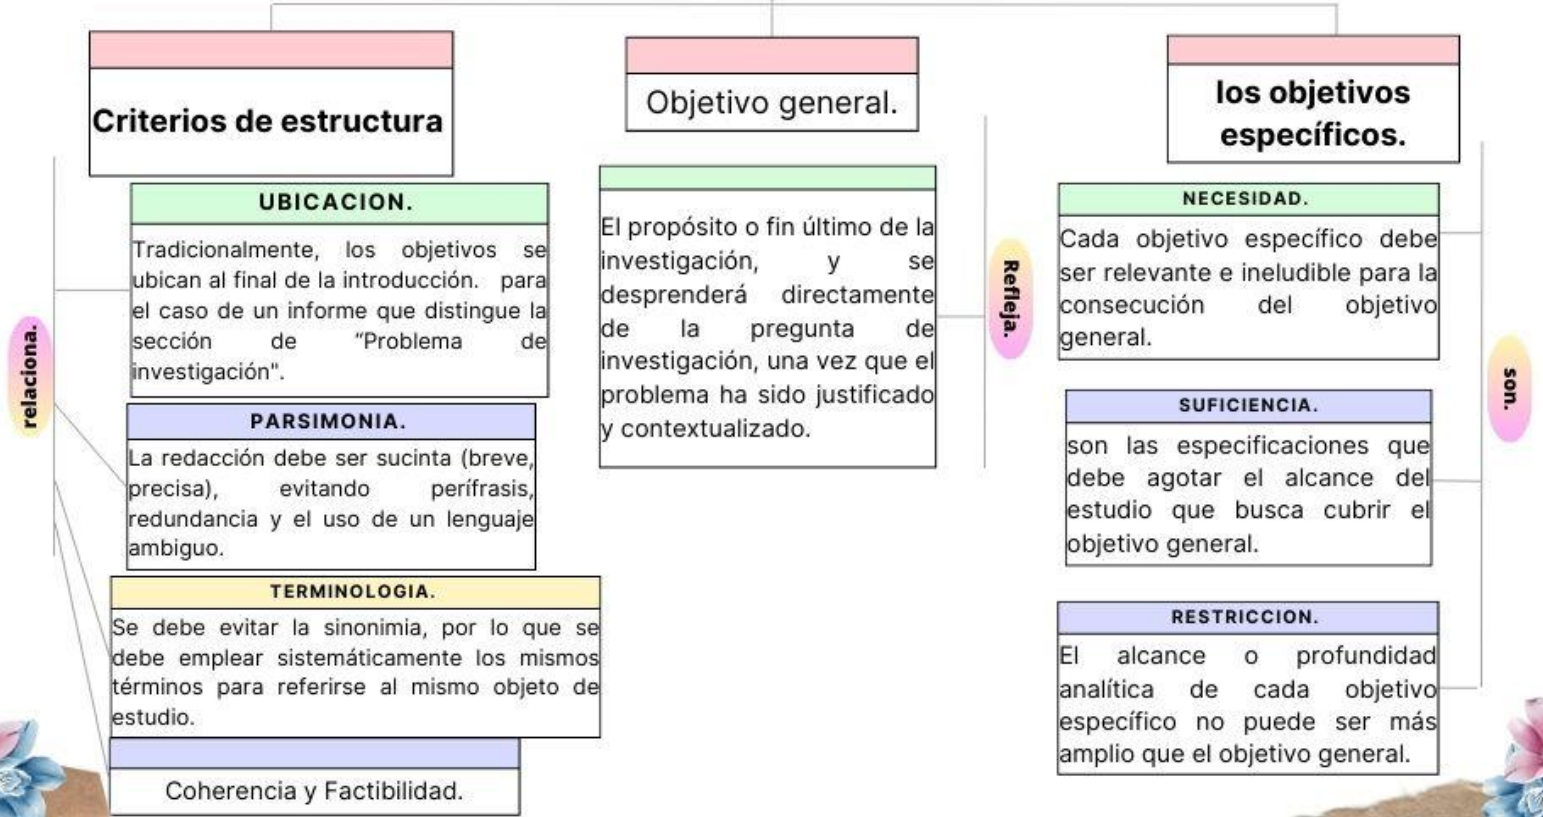 Criterios de estructura
relaciona.
UBICACION.
Tradicionalmente, los objetivos se
ubican al final de la introducción. para
el caso de un informe que distingue la
sección de “Problema de
investigación".
PARSIMONIA.
La redacción debe ser sucinta (breve,
precisa), evitando perífrasis,
redundancia y el uso de un lenguaje
ambiguo.
TERMINOLOGIA.
Se debe evitar la sinonimia, por lo que se
debe emplear sistemáticamente los mismos
términos para referirse al mismo objeto de
estudio.
Coherencia y Factibilidad.
Objetivo general.
Refleja.
El propósito o fin último de la
investigación, y se
desprenderá directamente
de la pregunta de
investigación, una vez que el
problema ha sido justificado
y contextualizado.
los objetivos
específicos.
son.
NECESIDAD.
Cada objetivo específico debe
ser relevante e ineludible para la
consecución del objetivo
general.
SUFICIENCIA.
son las especificaciones que
debe agotar el alcance del
estudio que busca cubrir el
objetivo general.
RESTRICCION.
El alcance o profundidad
analítica de cada objetivo
específico no puede ser más
amplio que el objetivo general.